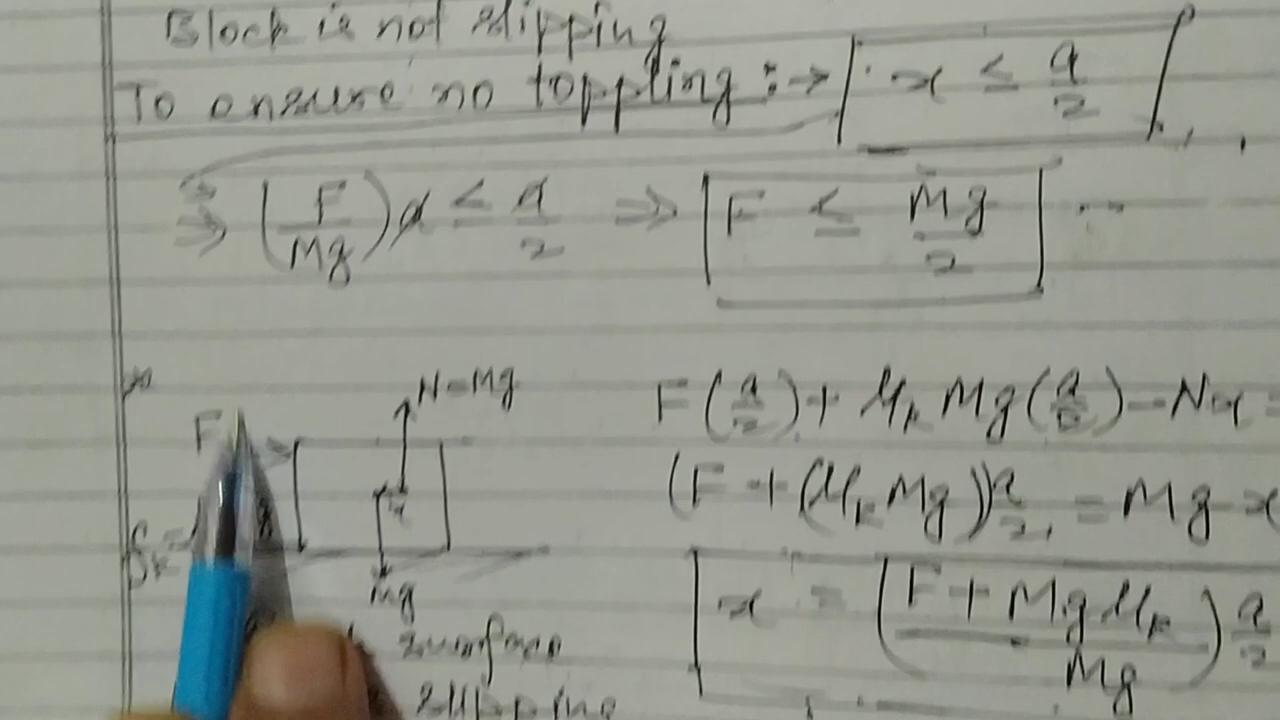 Block is not slipping
To ensure no toppling :→ x ≤ a/2
⇒ (F/Mg)a ≤ a/2 ⇒ F ≤ Mg/2 ...
N=Mg
F
x
Mg
F(a/2) + μk Mg(a/2) - Nx =
(F + (μk Mg)) a/2 = Mg x
x = (F + Mg μk / Mg) a/2
surface
slipping